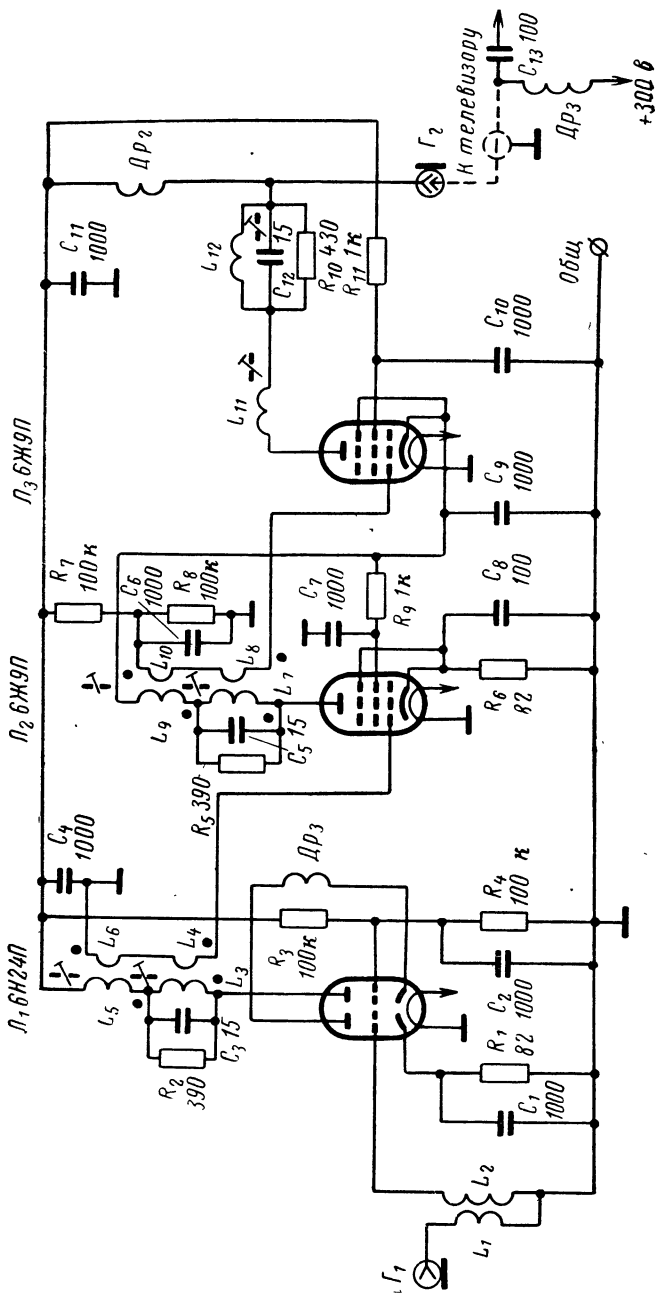 Л₁ 6Н24П
Л₂ 6Ж9П
Л₃ 6Ж9П
C₄
1000
R₇
100к
C₆
1000
R₈
100к
C₁₁
1000
Др₂
L₅
L₆
L₄
L₃
R₂
390
C₃
15
L₉
L₁₀
L₈
L₇
R₅ 390
C₅
15
C₇
1000
R₉ 1к
L₁₁
L₁₂
C₁₂
15
R₁₀ 430
R₁₁ 1к
Г₂
К телевизору
C₁₃ 100
Др₃
+300 в
Др₃
R₃
100к
R₄
100 к
C₂
1000
R₁
82
C₁
1000
L₁
L₂
Г₁
R₆
82
C₈
100
C₉
1000
C₁₀
1000
Общ